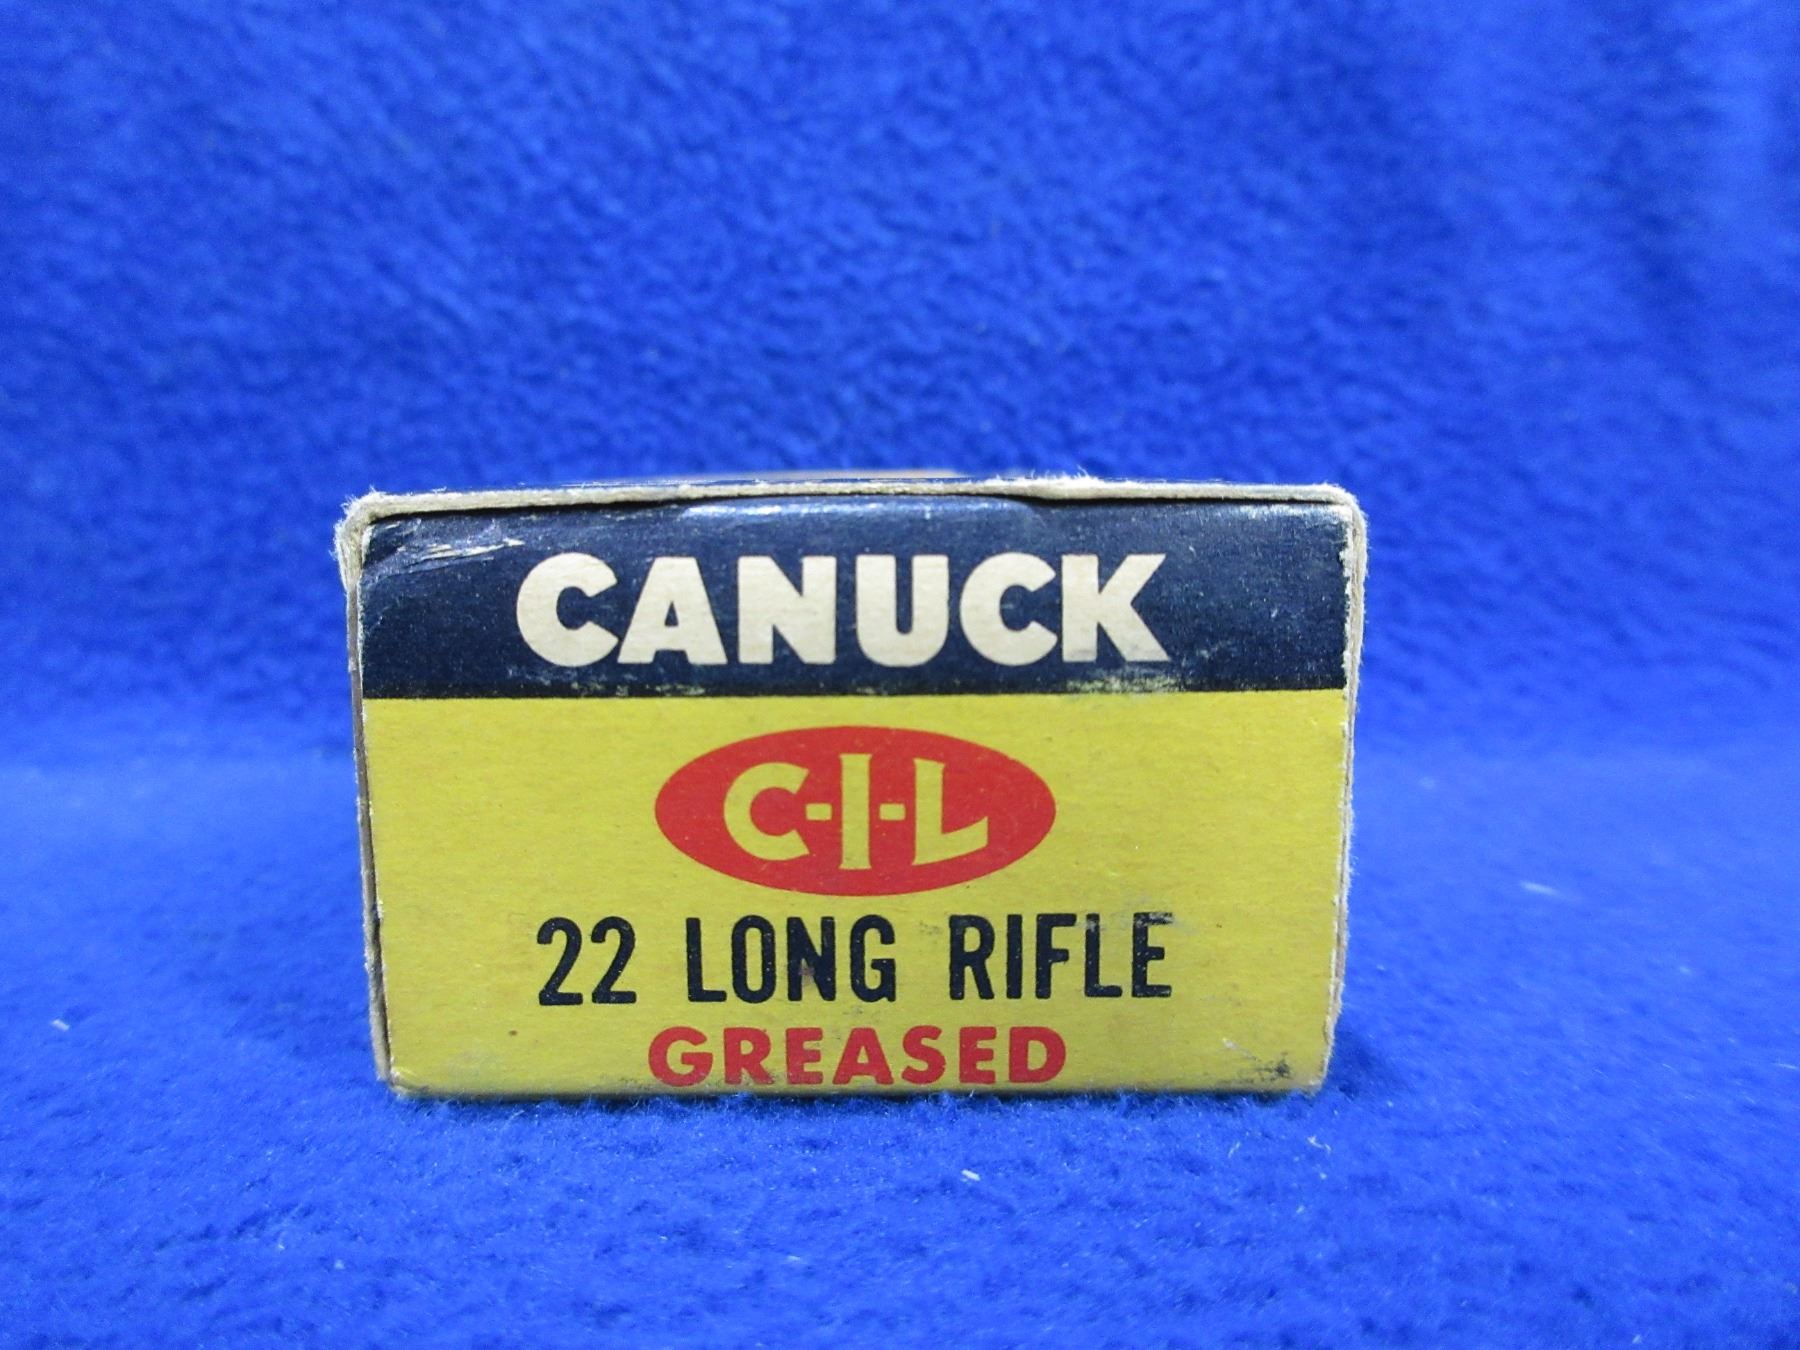 CANUCK
C-I-L
22 LONG RIFLE
GREASED